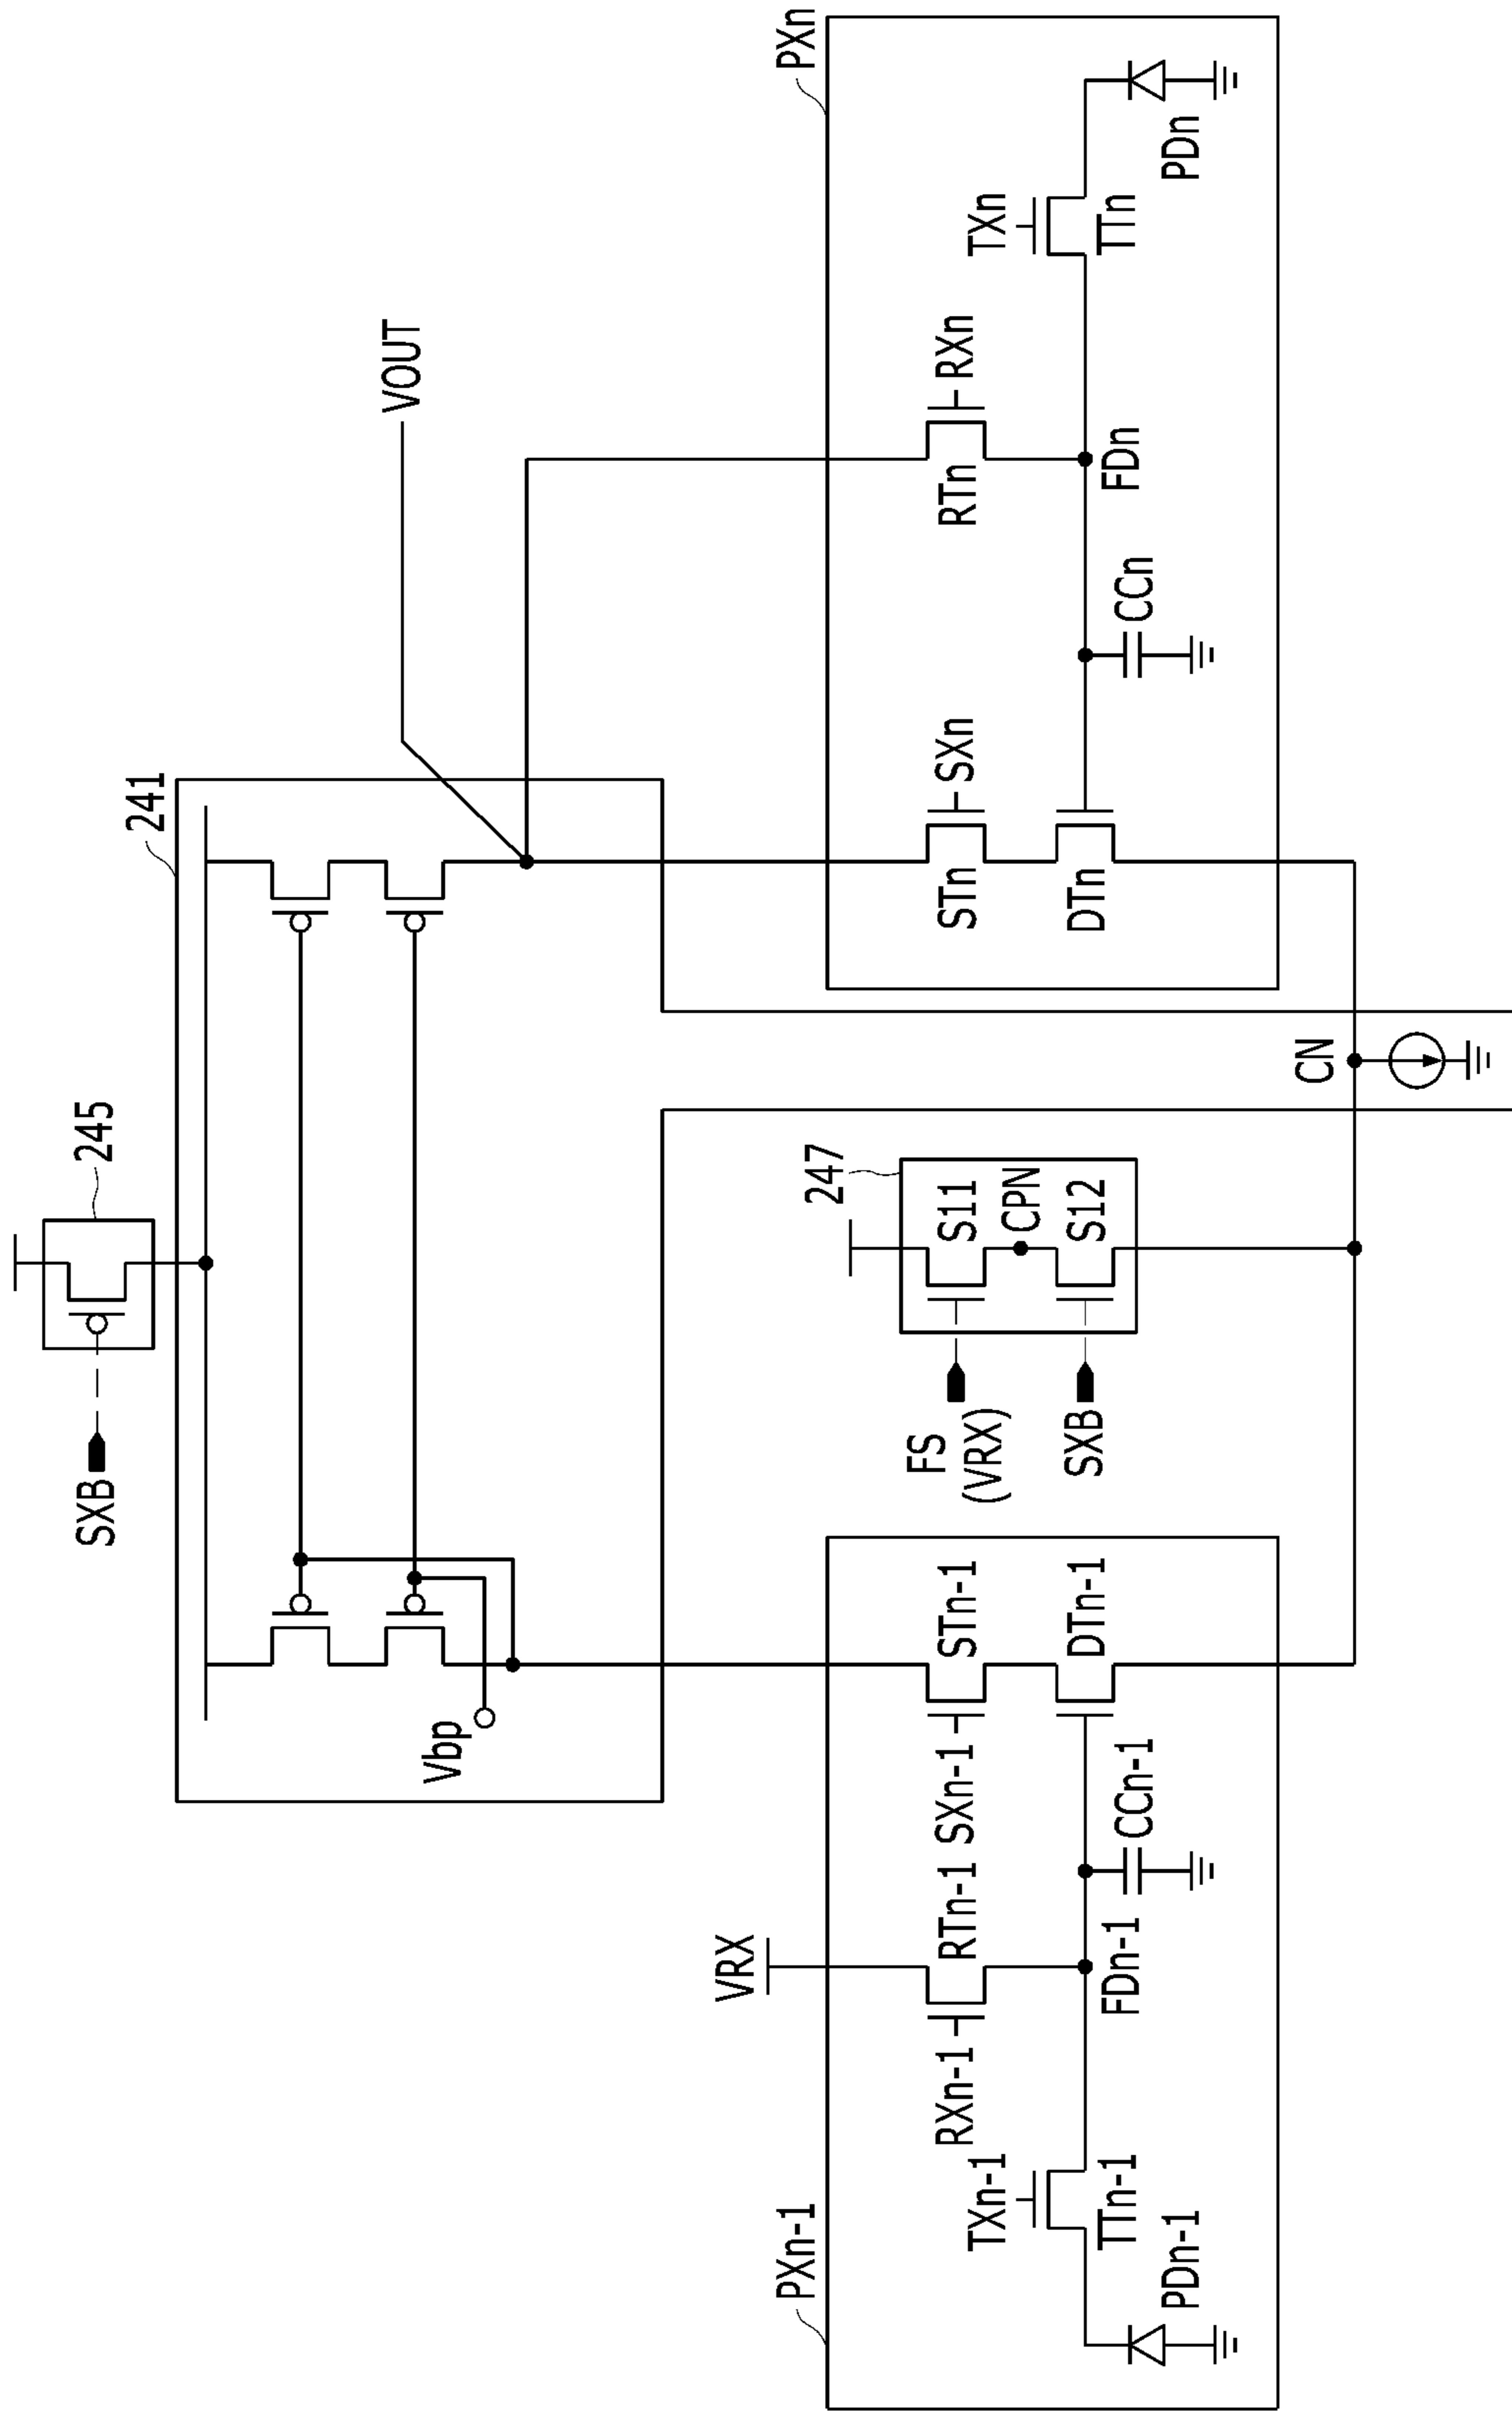 SXB
245
241
Vbp
VOUT
PXn-1
VRX
RXn-1
RTn-1
SXn-1
STn-1
TXn-1
TTn-1
PDn-1
FDn-1
CCn-1
DTn-1
247
FS
(VRX)
S11
CPN
SXB
S12
CN
PXn
STn
SXn
DTn
RTn
RXn
CCn
FDn
TXn
TTn
PDn